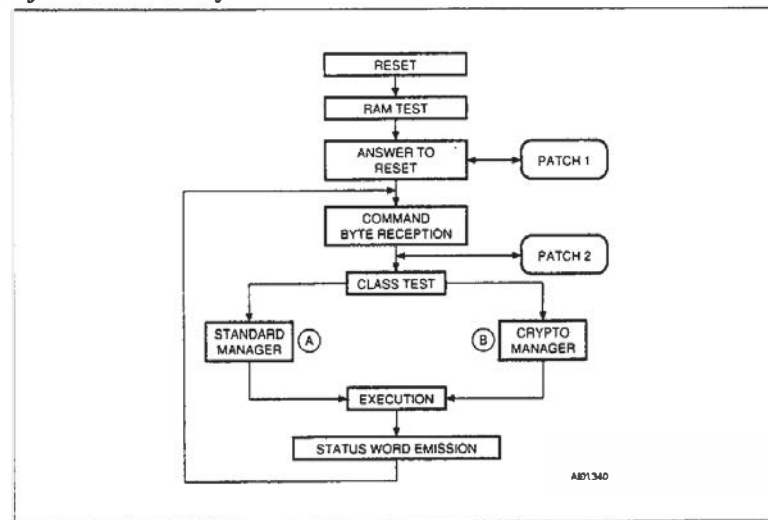 RESET
RAM TEST
ANSWER TO
RESET
PATCH 1
COMMAND
BYTE RECEPTION
PATCH 2
CLASS TEST
STANDARD
MANAGER
A
B
CRYPTO
MANAGER
EXECUTION
STATUS WORD EMISSION
AI01340